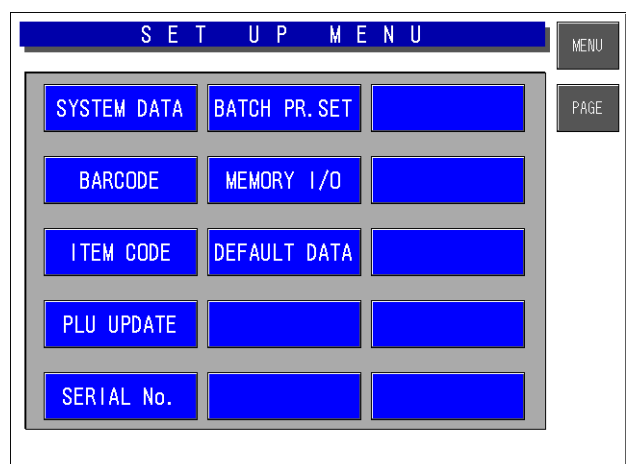 SET UP MENU
MENU
SYSTEM DATA
BATCH PR.SET
PAGE
BARCODE
MEMORY I/O
ITEM CODE
DEFAULT DATA
PLU UPDATE
SERIAL No.